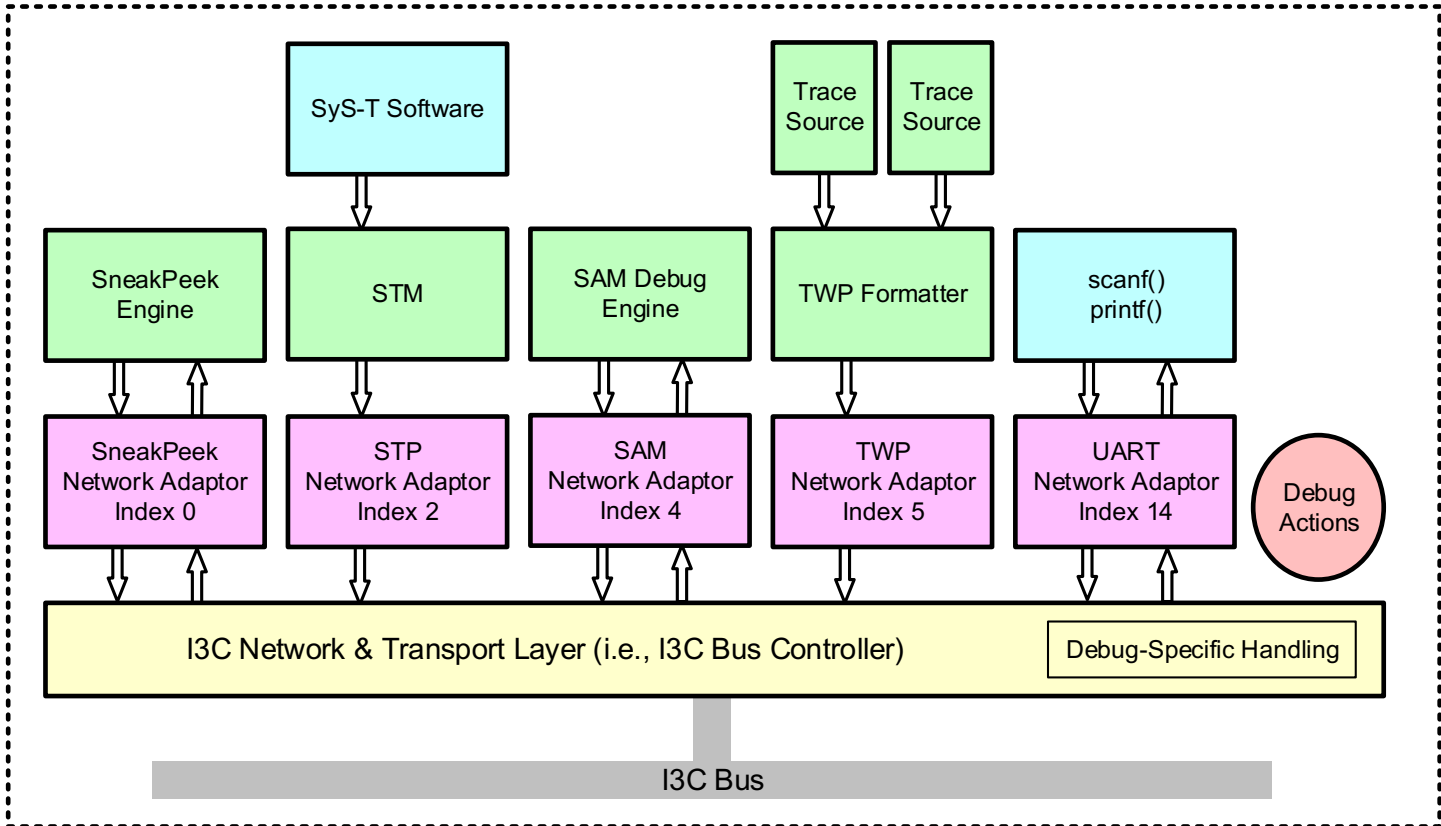 SyS-T Software
Trace
Source
Trace
Source
SneakPeek
Engine
STM
SAM Debug
Engine
TWP Formatter
scanf()
printf()
SneakPeek
Network Adaptor
Index 0
STP
Network Adaptor
Index 2
SAM
Network Adaptor
Index 4
TWP
Network Adaptor
Index 5
UART
Network Adaptor
Index 14
Debug
Actions
I3C Network & Transport Layer (i.e., I3C Bus Controller)
Debug-Specific Handling
I3C Bus